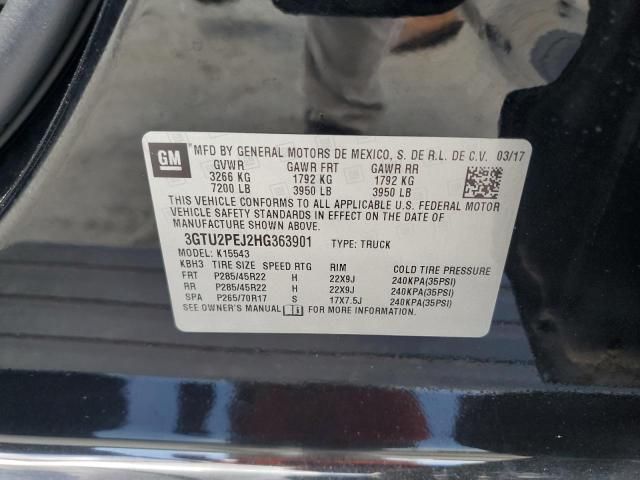 GM
MFD BY GENERAL MOTORS DE MEXICO, S. DE R.L. DE C.V. 03/17
GVWR GAWR FRT GAWR RR
3266 KG 1792 KG 1792 KG
7200 LB 3950 LB 3950 LB
THIS VEHICLE CONFORMS TO ALL APPLICABLE U.S. FEDERAL MOTOR
VEHICLE SAFETY STANDARDS IN EFFECT ON THE DATE OF
MANUFACTURE SHOWN ABOVE.
3GTU2PEJ2HG363901 TYPE: TRUCK
MODEL: K15543
KBH3 TIRE SIZE SPEED RTG RIM COLD TIRE PRESSURE
FRT P285/45R22 H 22X9J 240KPA(35PSI)
RR P285/45R22 H 22X9J 240KPA(35PSI)
SPA P265/70R17 S 17X7.5J 240KPA(35PSI)
SEE OWNER'S MANUAL FOR MORE INFORMATION.